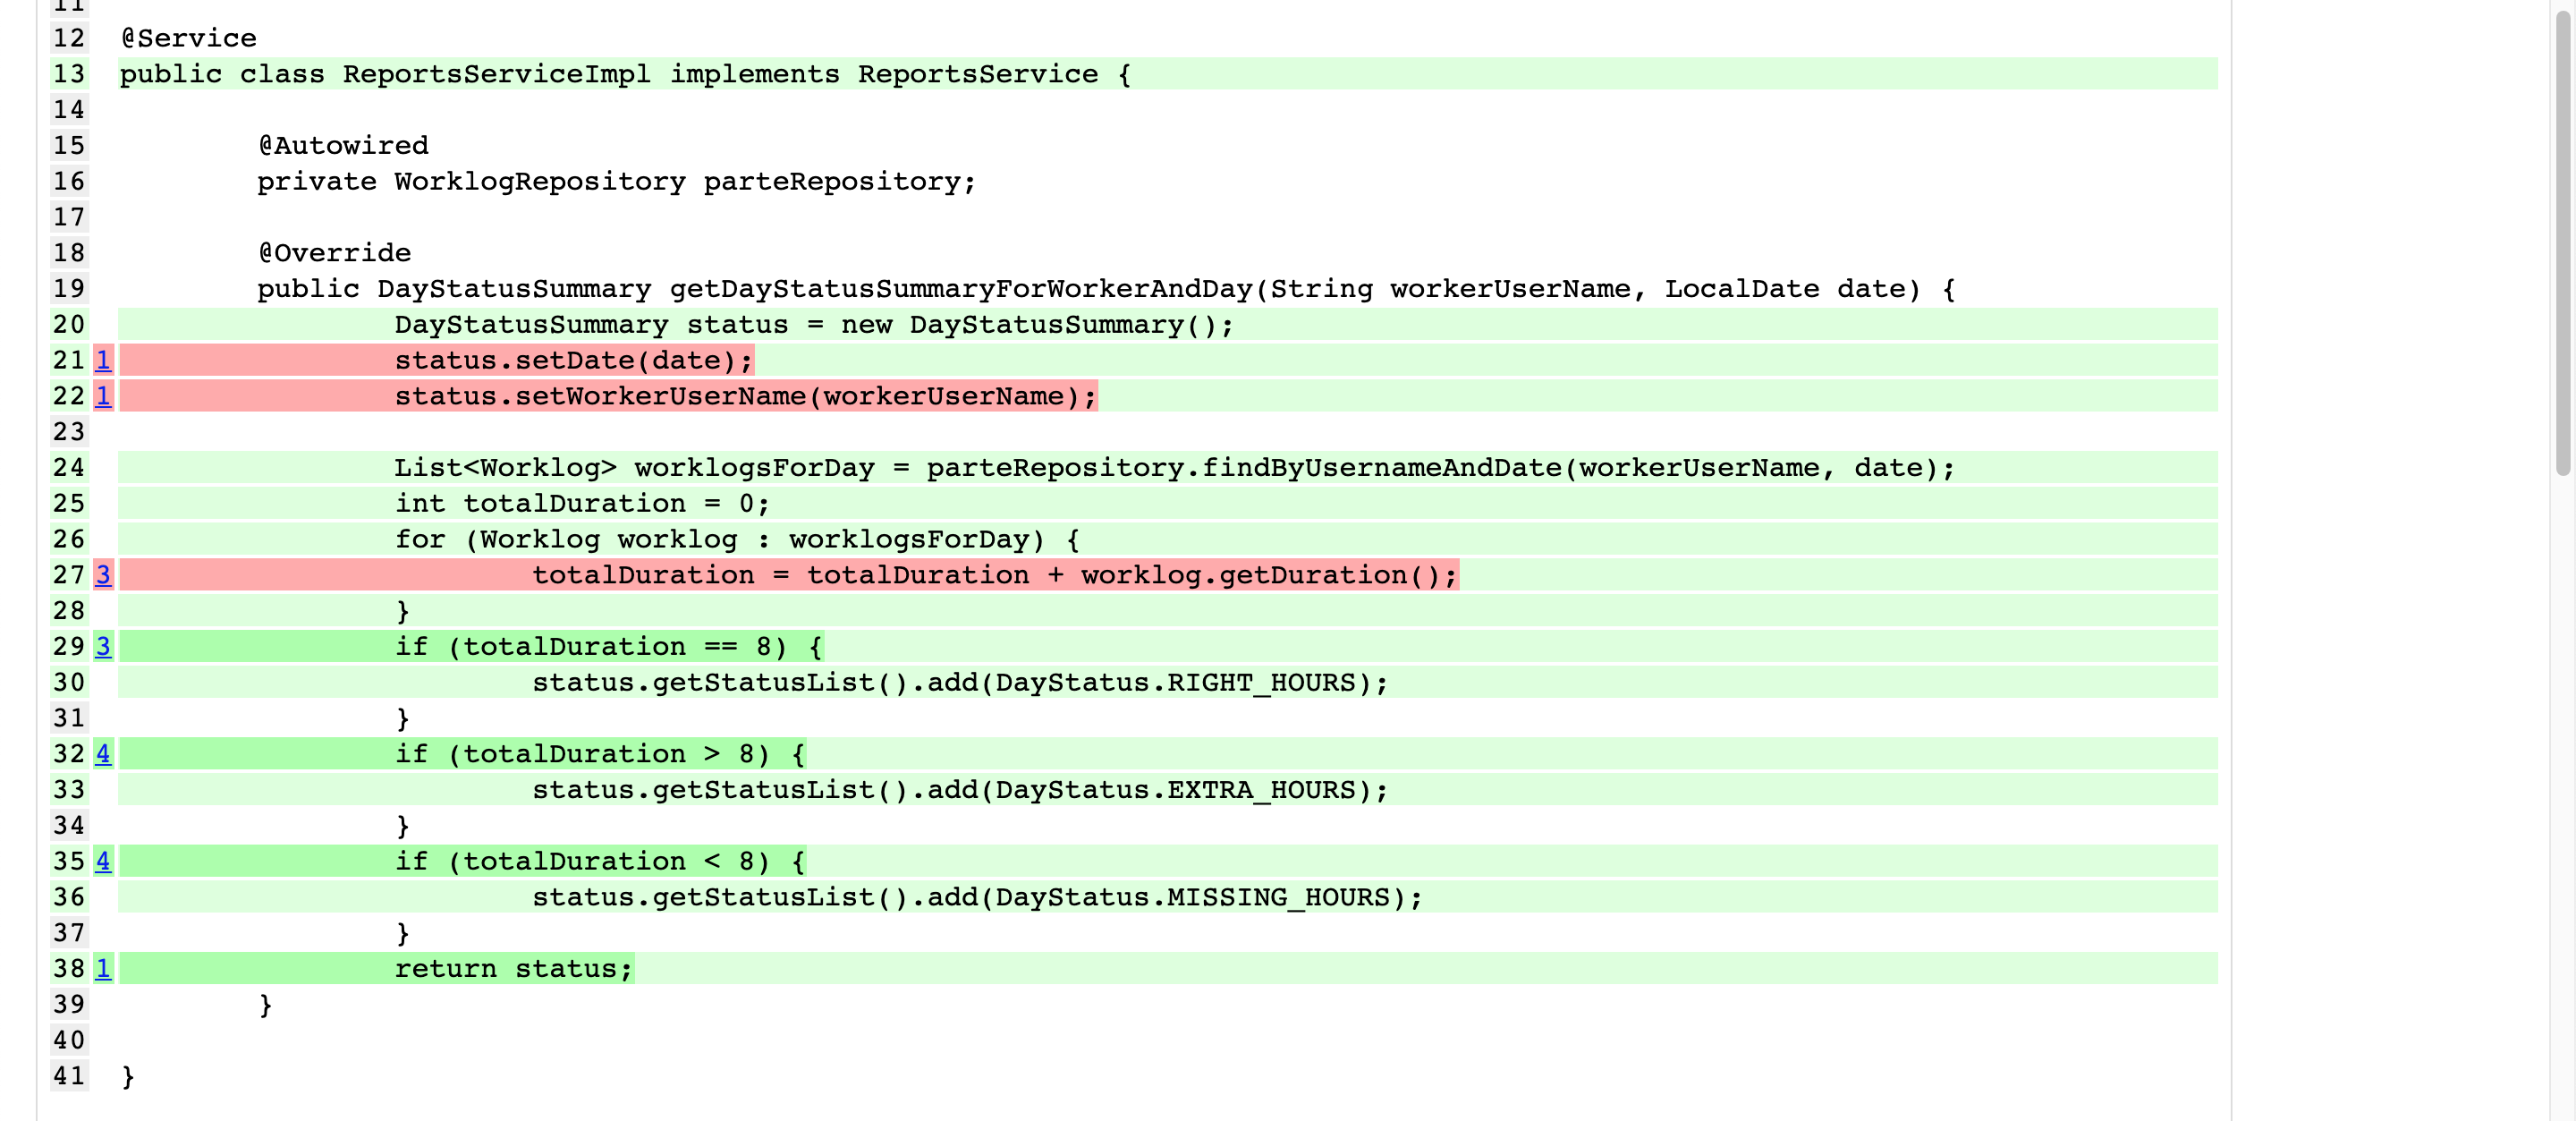 11
12 @Service
13 public class ReportsServiceImpl implements ReportsService {
14
15 @Autowired
16 private WorklogRepository parteRepository;
17
18 @Override
19 public DayStatusSummary getDayStatusSummaryForWorkerAndDay(String workerUserName, LocalDate date) {
20 DayStatusSummary status = new DayStatusSummary();
21 1 status.setDate(date);
22 1 status.setWorkerUserName(workerUserName);
23
24 List<Worklog> worklogsForDay = parteRepository.findByUsernameAndDate(workerUserName, date);
25 int totalDuration = 0;
26 for (Worklog worklog : worklogsForDay) {
27 3 totalDuration = totalDuration + worklog.getDuration();
28 }
29 3 if (totalDuration == 8) {
30 status.getStatusList().add(DayStatus.RIGHT_HOURS);
31 }
32 4 if (totalDuration > 8) {
33 status.getStatusList().add(DayStatus.EXTRA_HOURS);
34 }
35 4 if (totalDuration < 8) {
36 status.getStatusList().add(DayStatus.MISSING_HOURS);
37 }
38 1 return status;
39 }
40
41 }